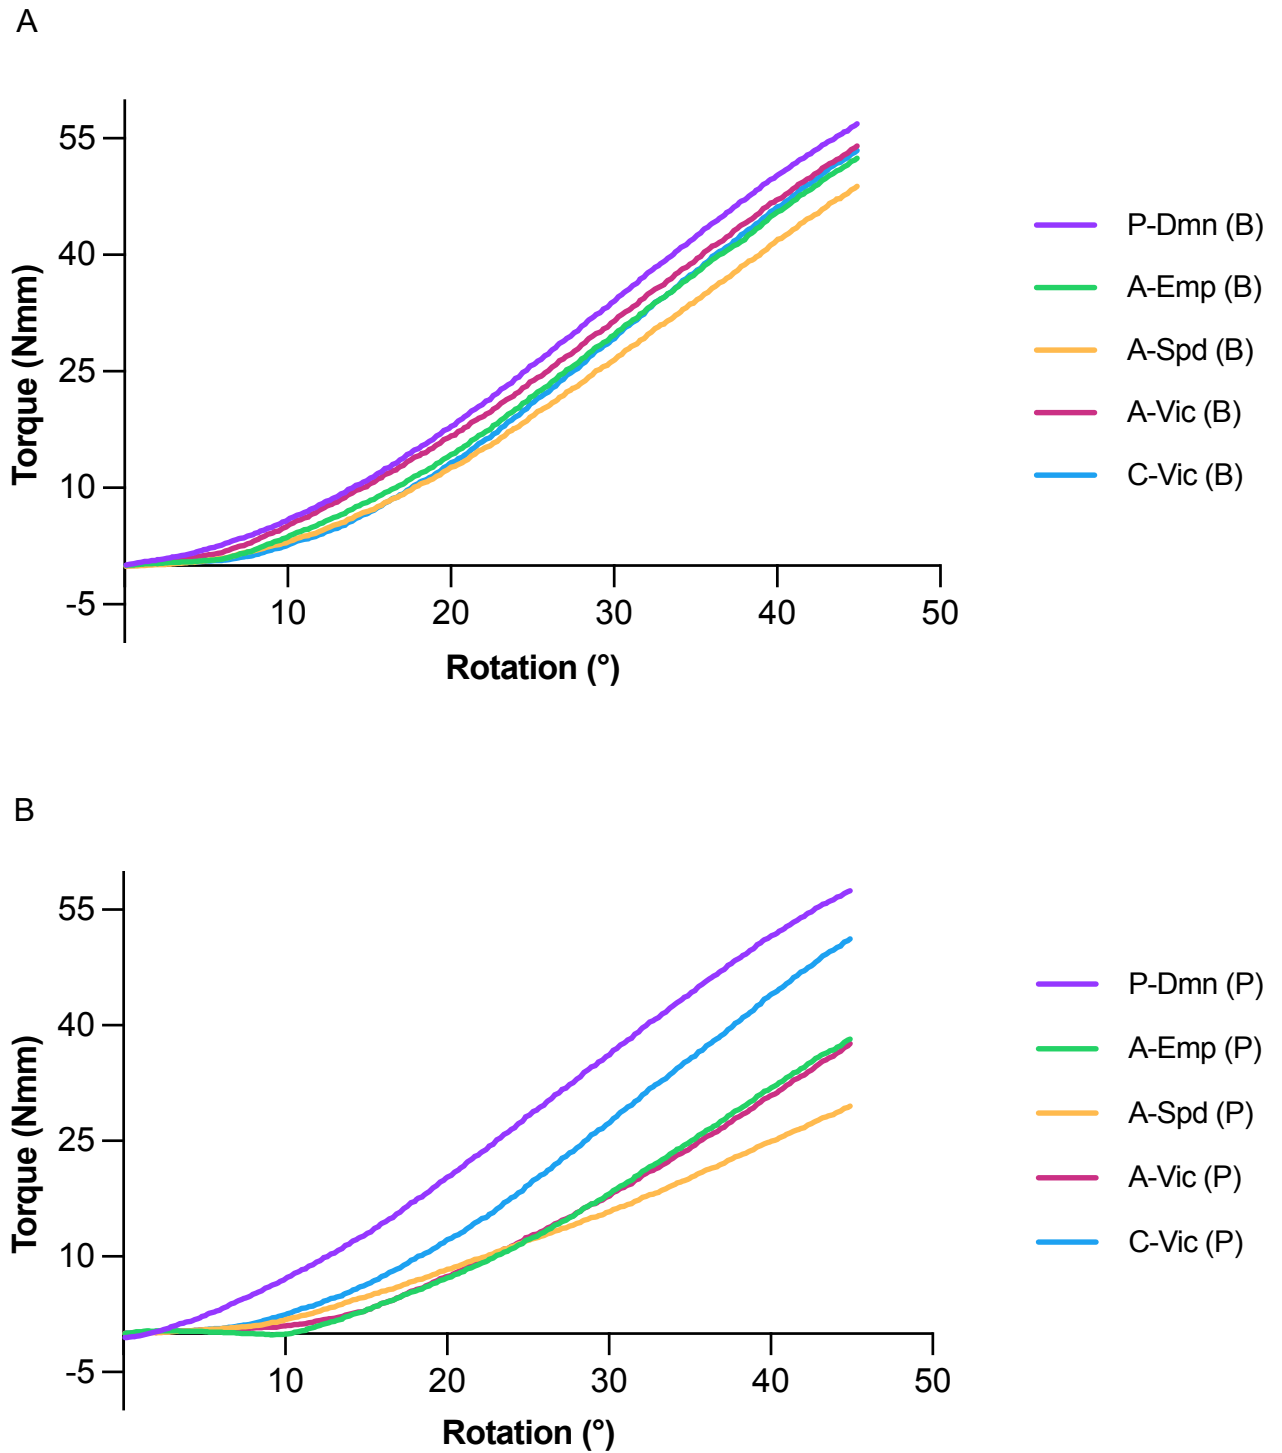 A
55
40
25
10
-5
Torque (Nmm)
10 20 30 40 50
Rotation (°)
P-Dmn (B)
A-Emp (B)
A-Spd (B)
A-Vic (B)
C-Vic (B)
B
55
40
25
10
-5
Torque (Nmm)
10 20 30 40 50
Rotation (°)
P-Dmn (P)
A-Emp (P)
A-Spd (P)
A-Vic (P)
C-Vic (P)